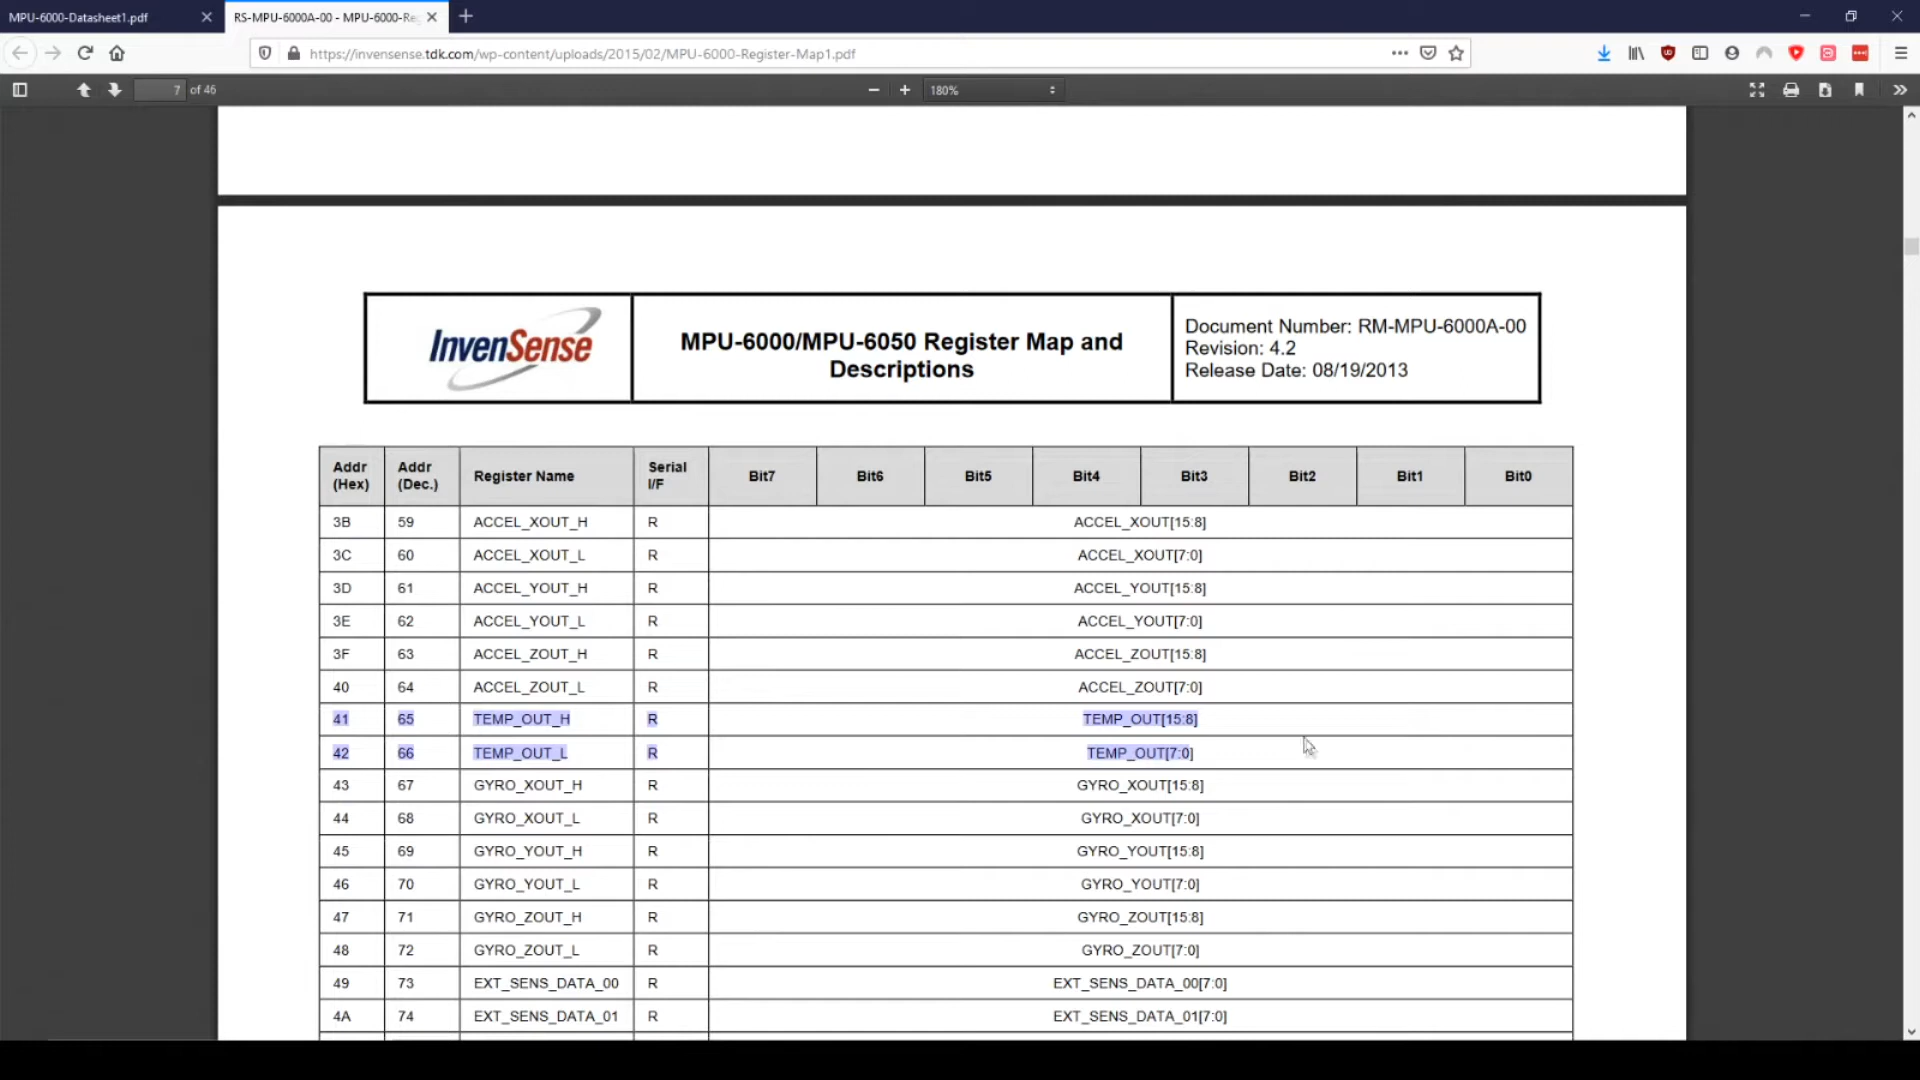 MPU-6000-Datasheet1.pdf
RS-MPU-6000A-00 - MPU-6000-Reg
https://invensense.tdk.com/wp-content/uploads/2015/02/MPU-6000-Register-Map1.pdf
7 of 46
180%
InvenSense
MPU-6000/MPU-6050 Register Map and
Descriptions
Document Number: RM-MPU-6000A-00
Revision: 4.2
Release Date: 08/19/2013
Addr (Hex) Addr (Dec.) Register Name Serial I/F Bit7 Bit6 Bit5 Bit4 Bit3 Bit2 Bit1 Bit0
3B 59 ACCEL_XOUT_H R ACCEL_XOUT[15:8]
3C 60 ACCEL_XOUT_L R ACCEL_XOUT[7:0]
3D 61 ACCEL_YOUT_H R ACCEL_YOUT[15:8]
3E 62 ACCEL_YOUT_L R ACCEL_YOUT[7:0]
3F 63 ACCEL_ZOUT_H R ACCEL_ZOUT[15:8]
40 64 ACCEL_ZOUT_L R ACCEL_ZOUT[7:0]
41 65 TEMP_OUT_H R TEMP_OUT[15:8]
42 66 TEMP_OUT_L R TEMP_OUT[7:0]
43 67 GYRO_XOUT_H R GYRO_XOUT[15:8]
44 68 GYRO_XOUT_L R GYRO_XOUT[7:0]
45 69 GYRO_YOUT_H R GYRO_YOUT[15:8]
46 70 GYRO_YOUT_L R GYRO_YOUT[7:0]
47 71 GYRO_ZOUT_H R GYRO_ZOUT[15:8]
48 72 GYRO_ZOUT_L R GYRO_ZOUT[7:0]
49 73 EXT_SENS_DATA_00 R EXT_SENS_DATA_00[7:0]
4A 74 EXT_SENS_DATA_01 R EXT_SENS_DATA_01[7:0]